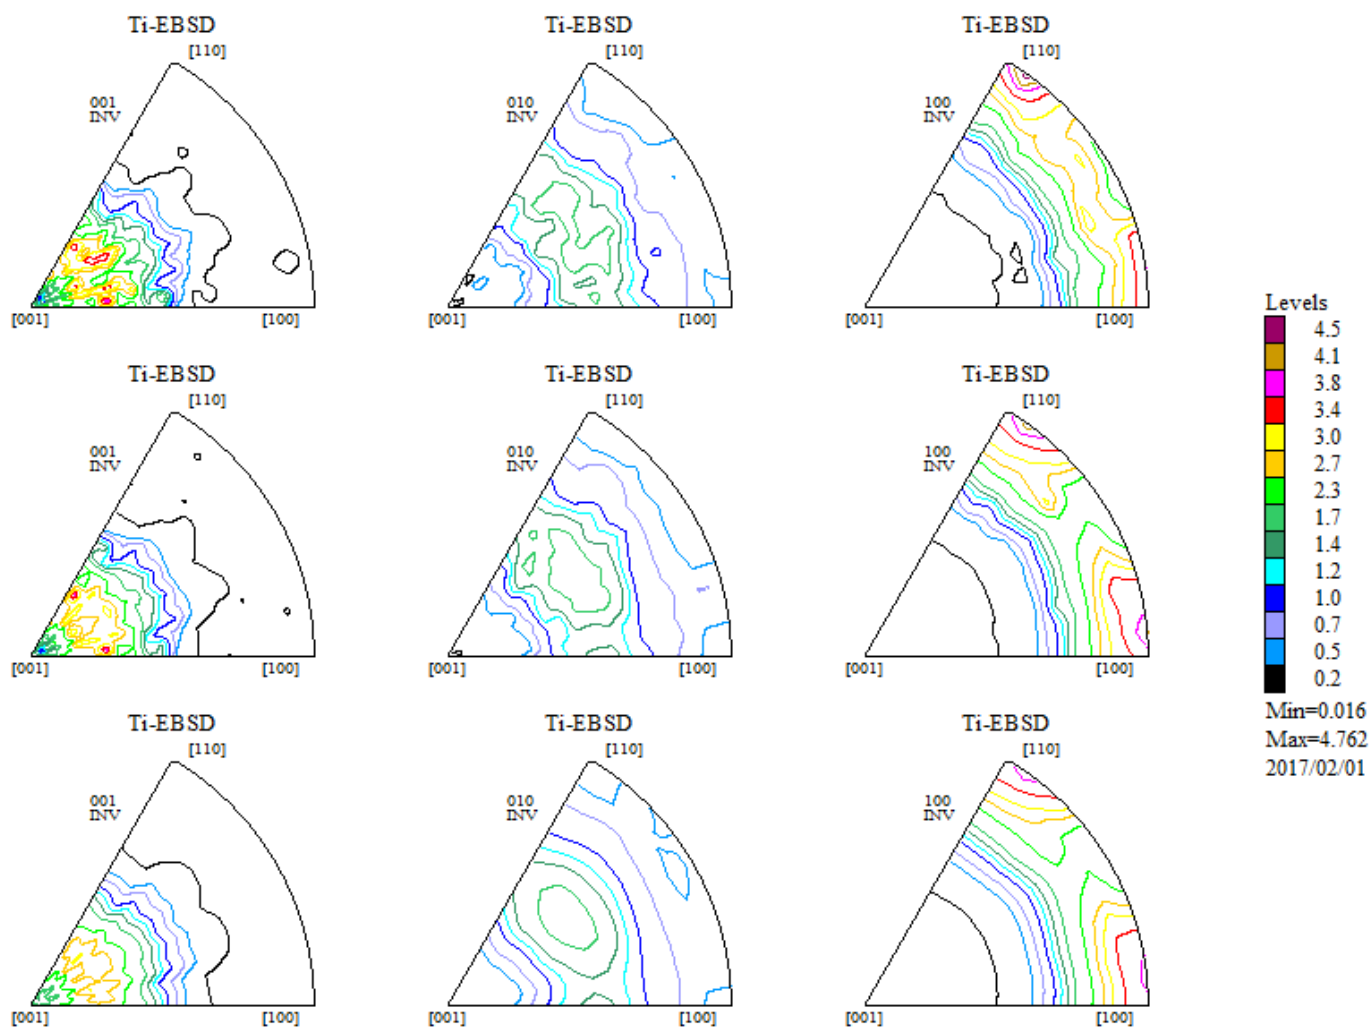 Ti-EBSD
[110]
001
INV
[001]
[100]
Ti-EBSD
[110]
010
INV
[001]
[100]
Ti-EBSD
[110]
100
INV
[001]
[100]
Ti-EBSD
[110]
001
INV
[001]
[100]
Ti-EBSD
[110]
010
INV
[001]
[100]
Ti-EBSD
[110]
100
INV
[001]
[100]
Ti-EBSD
[110]
001
INV
[001]
[100]
Ti-EBSD
[110]
010
INV
[001]
[100]
Ti-EBSD
[110]
100
INV
[001]
[100]
Levels
4.5
4.1
3.8
3.4
3.0
2.7
2.3
1.7
1.4
1.2
1.0
0.7
0.5
0.2
Min=0.016
Max=4.762
2017/02/01